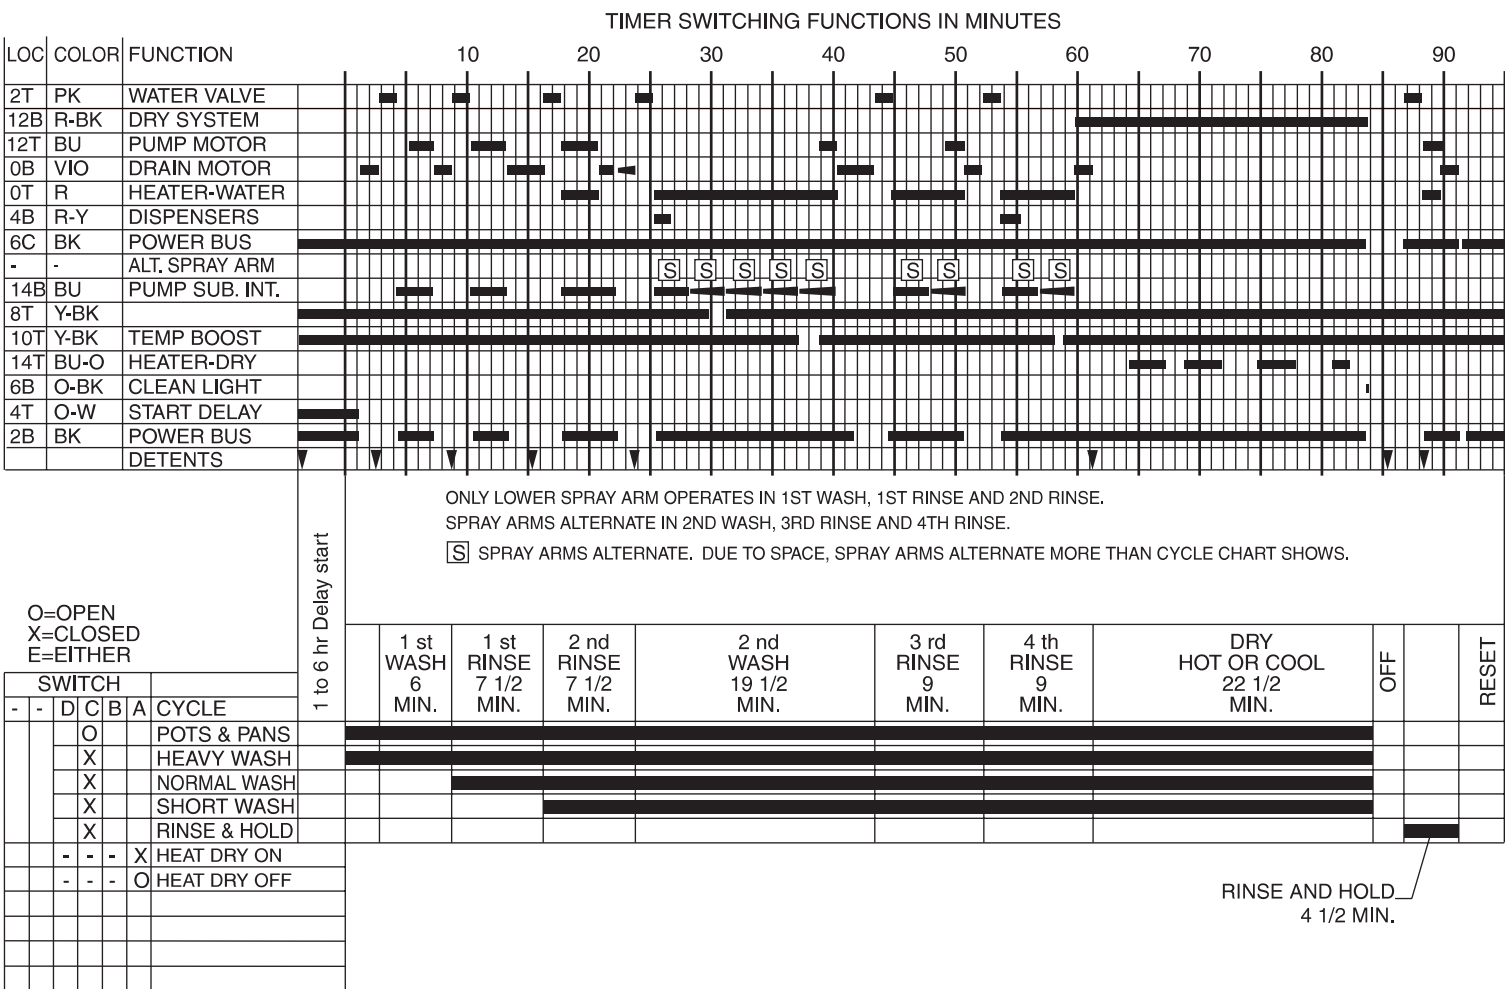 TIMER SWITCHING FUNCTIONS IN MINUTES
LOC COLOR FUNCTION 10 20 30 40 50 60 70 80 90
2T PK WATER VALVE
12B R-BK DRY SYSTEM
12T BU PUMP MOTOR
0B VIO DRAIN MOTOR
0T R HEATER-WATER
4B R-Y DISPENSERS
6C BK POWER BUS
- - ALT. SPRAY ARM S S S S S S S S S
14B BU PUMP SUB. INT.
8T Y-BK
10T Y-BK TEMP BOOST
14T BU-O HEATER-DRY
6B O-BK CLEAN LIGHT
4T O-W START DELAY
2B BK POWER BUS
DETENTS
ONLY LOWER SPRAY ARM OPERATES IN 1ST WASH, 1ST RINSE AND 2ND RINSE.
SPRAY ARMS ALTERNATE IN 2ND WASH, 3RD RINSE AND 4TH RINSE.
S SPRAY ARMS ALTERNATE. DUE TO SPACE, SPRAY ARMS ALTERNATE MORE THAN CYCLE CHART SHOWS.
1 to 6 hr Delay start
O=OPEN
X=CLOSED
E=EITHER
1 st
WASH
6
MIN.
1 st
RINSE
7 1/2
MIN.
2 nd
RINSE
7 1/2
MIN.
2 nd
WASH
19 1/2
MIN.
3 rd
RINSE
9
MIN.
4 th
RINSE
9
MIN.
DRY
HOT OR COOL
22 1/2
MIN.
OFF
RESET
SWITCH
- - D C B A CYCLE
O POTS & PANS
X HEAVY WASH
X NORMAL WASH
X SHORT WASH
X RINSE & HOLD
- - - X HEAT DRY ON
- - - O HEAT DRY OFF
RINSE AND HOLD
4 1/2 MIN.